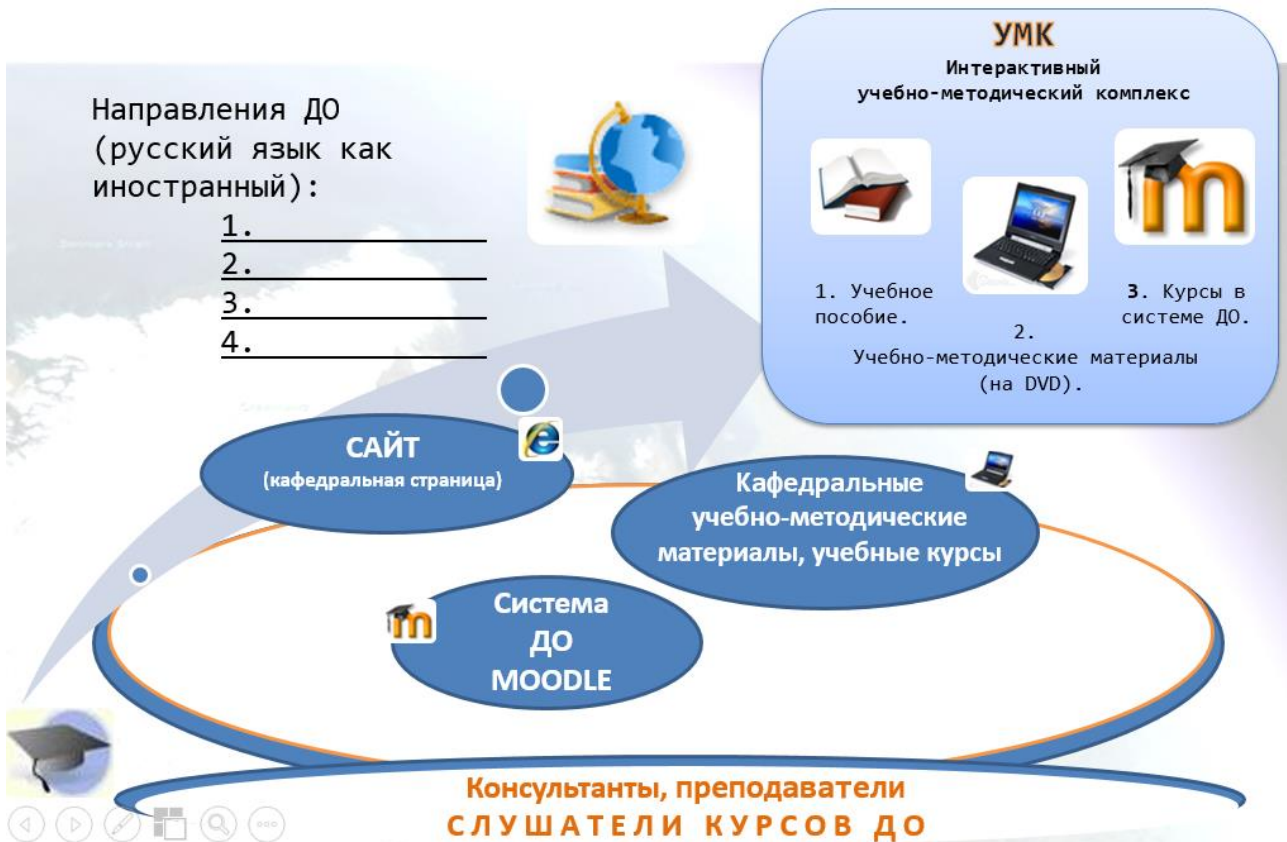 Направления ДО
(русский язык как
иностранный):
1.
2.
3.
4.
УМК
Интерактивный
учебно-методический комплекс
1. Учебное
пособие.
2.
Учебно-методические материалы
(на DVD).
3. Курсы в
системе ДО.
САЙТ
(кафедральная страница)
Кафедральные
учебно-методические
материалы, учебные курсы
Система
ДО
MOODLE
Консультанты, преподаватели
СЛУШАТЕЛИ КУРСОВ ДО